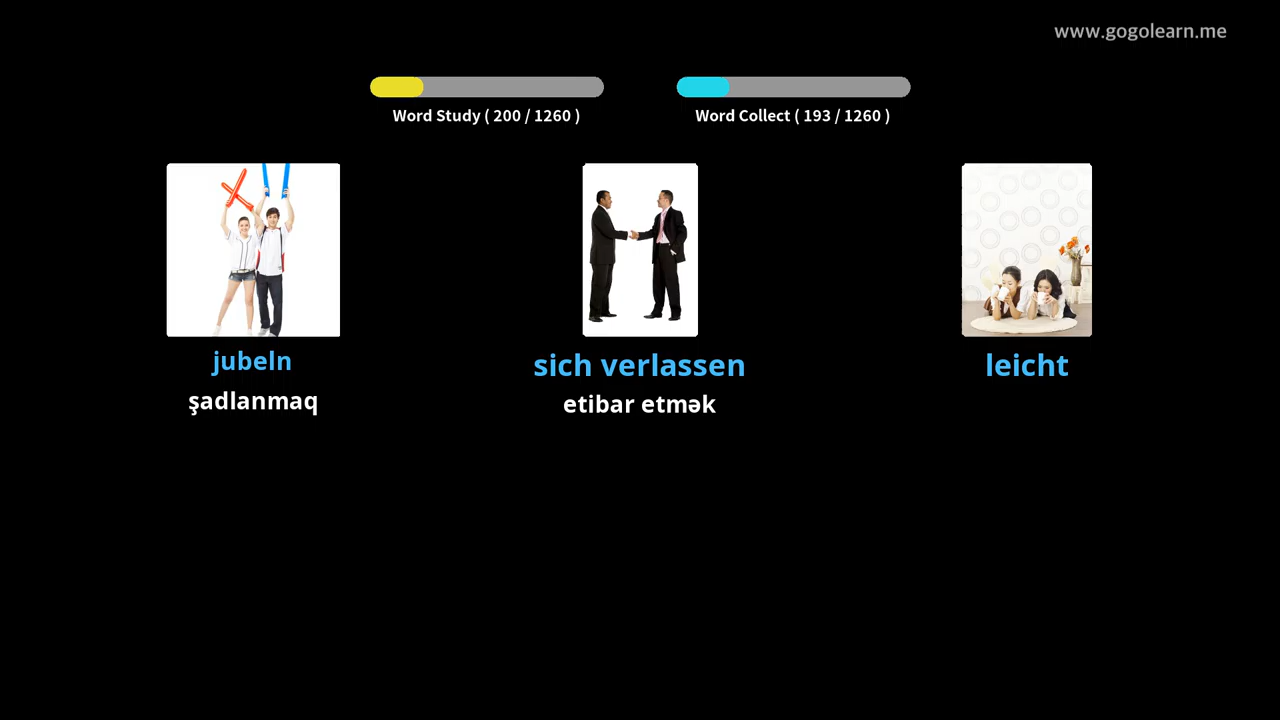 www.gogolearn.me
Word Study ( 200 / 1260 )
Word Collect ( 193 / 1260 )
jubeln
şadlanmaq
sich verlassen
etibar etmək
leicht